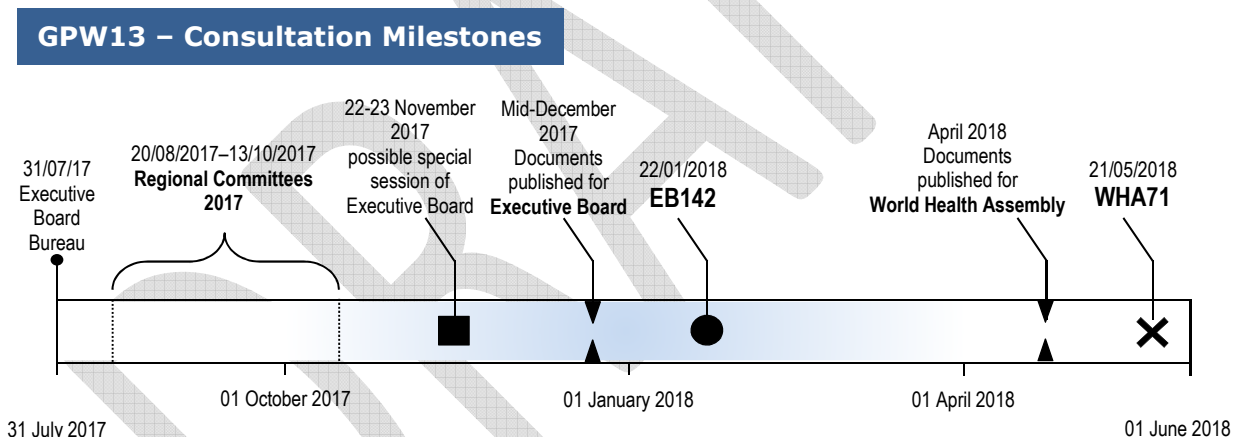 GPW13 – Consultation Milestones
31/07/17
Executive
Board
Bureau
20/08/2017–13/10/2017
Regional Committees
2017
22-23 November
2017
possible special
session of
Executive Board
Mid-December
2017
Documents
published for
Executive Board
22/01/2018
EB142
April 2018
Documents
published for
World Health Assembly
21/05/2018
WHA71
31 July 2017
01 October 2017
01 January 2018
01 April 2018
01 June 2018